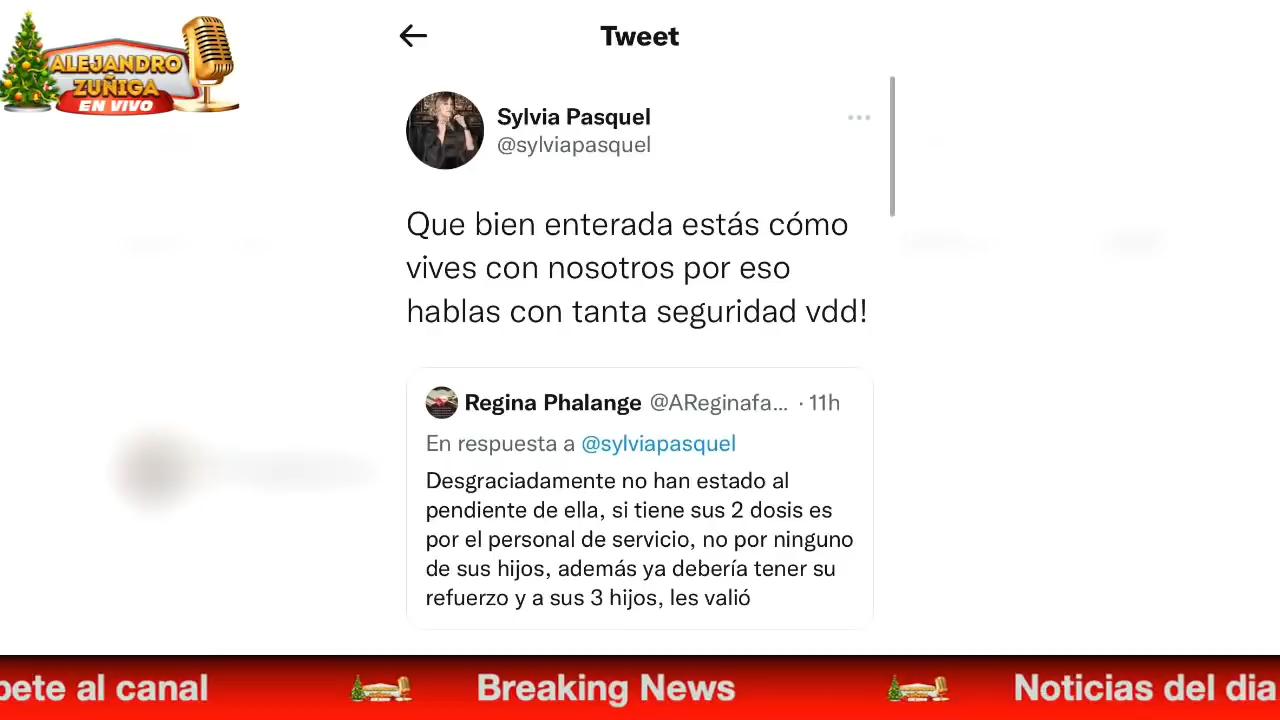 ALEJANDRO
ZUÑIGA
EN VIVO
Tweet
Sylvia Pasquel
@sylviapasquel
Que bien enterada estás cómo
vives con nosotros por eso
hablas con tanta seguridad vdd!
Regina Phalange @AReginafa... · 11h
En respuesta a @sylviapasquel
Desgraciadamente no han estado al
pendiente de ella, si tiene sus 2 dosis es
por el personal de servicio, no por ninguno
de sus hijos, además ya debería tener su
refuerzo y a sus 3 hijos, les valió
bete al canal Breaking News Noticias del dia